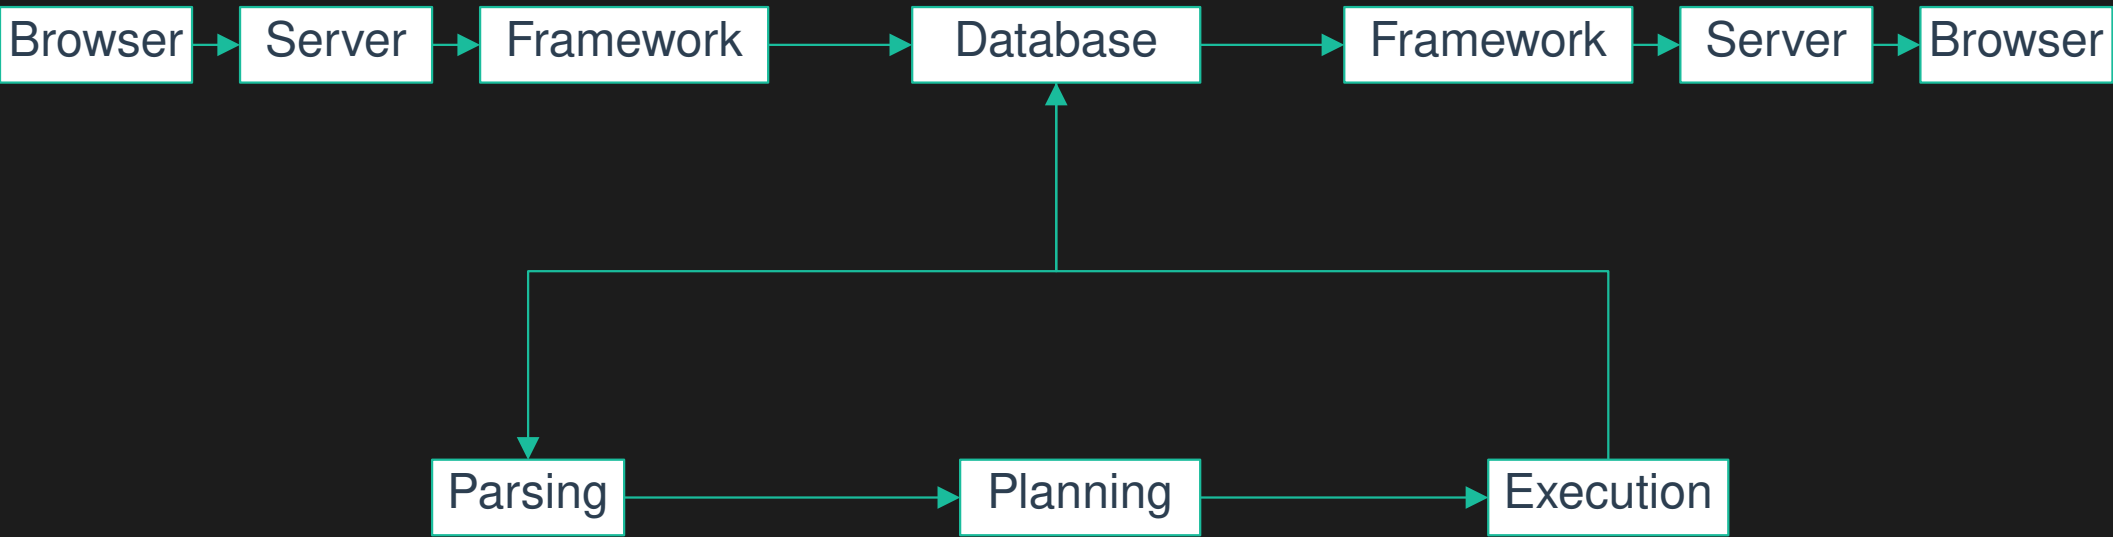 Browser
Server
Framework
Database
Framework
Server
Browser
Parsing
Planning
Execution